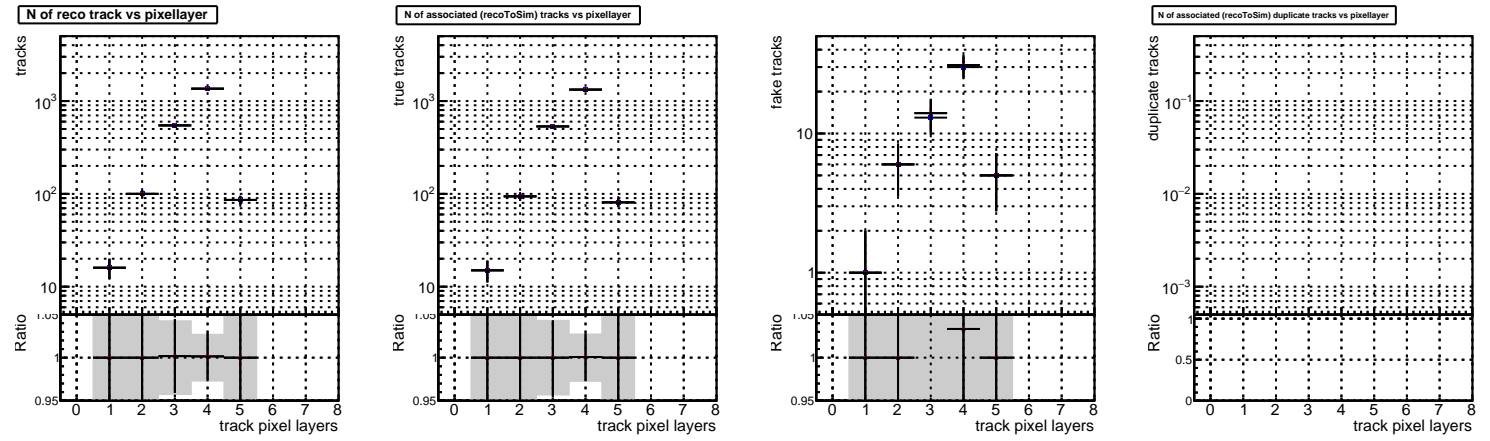 N of reco track vs pixellayer
tracks
10³
10²
10
Ratio
1.05
1
0.95
0 1 2 3 4 5 6 7 8
track pixel layers
N of associated (recoToSim) tracks vs pixellayer
true tracks
10³
10²
10
Ratio
1.05
1
0.95
0 1 2 3 4 5 6 7 8
track pixel layers
fake tracks
10
1
Ratio
1.05
1
0.95
0 1 2 3 4 5 6 7 8
track pixel layers
N of associated (recoToSim) duplicate tracks vs pixellayer
duplicate tracks
10⁻¹
10⁻²
10⁻³
Ratio
1
0.5
0
0 1 2 3 4 5 6 7 8
track pixel layers